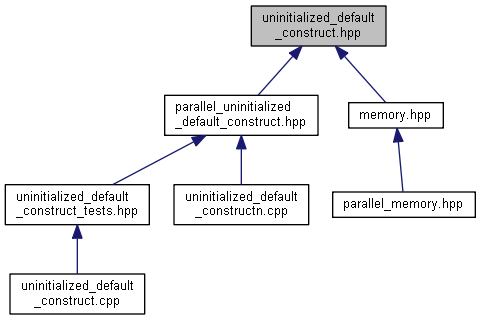 uninitialized_default
_construct.hpp
parallel_uninitialized
_default_construct.hpp
memory.hpp
uninitialized_default
_construct_tests.hpp
uninitialized_default
_constructn.cpp
parallel_memory.hpp
uninitialized_default
_construct.cpp